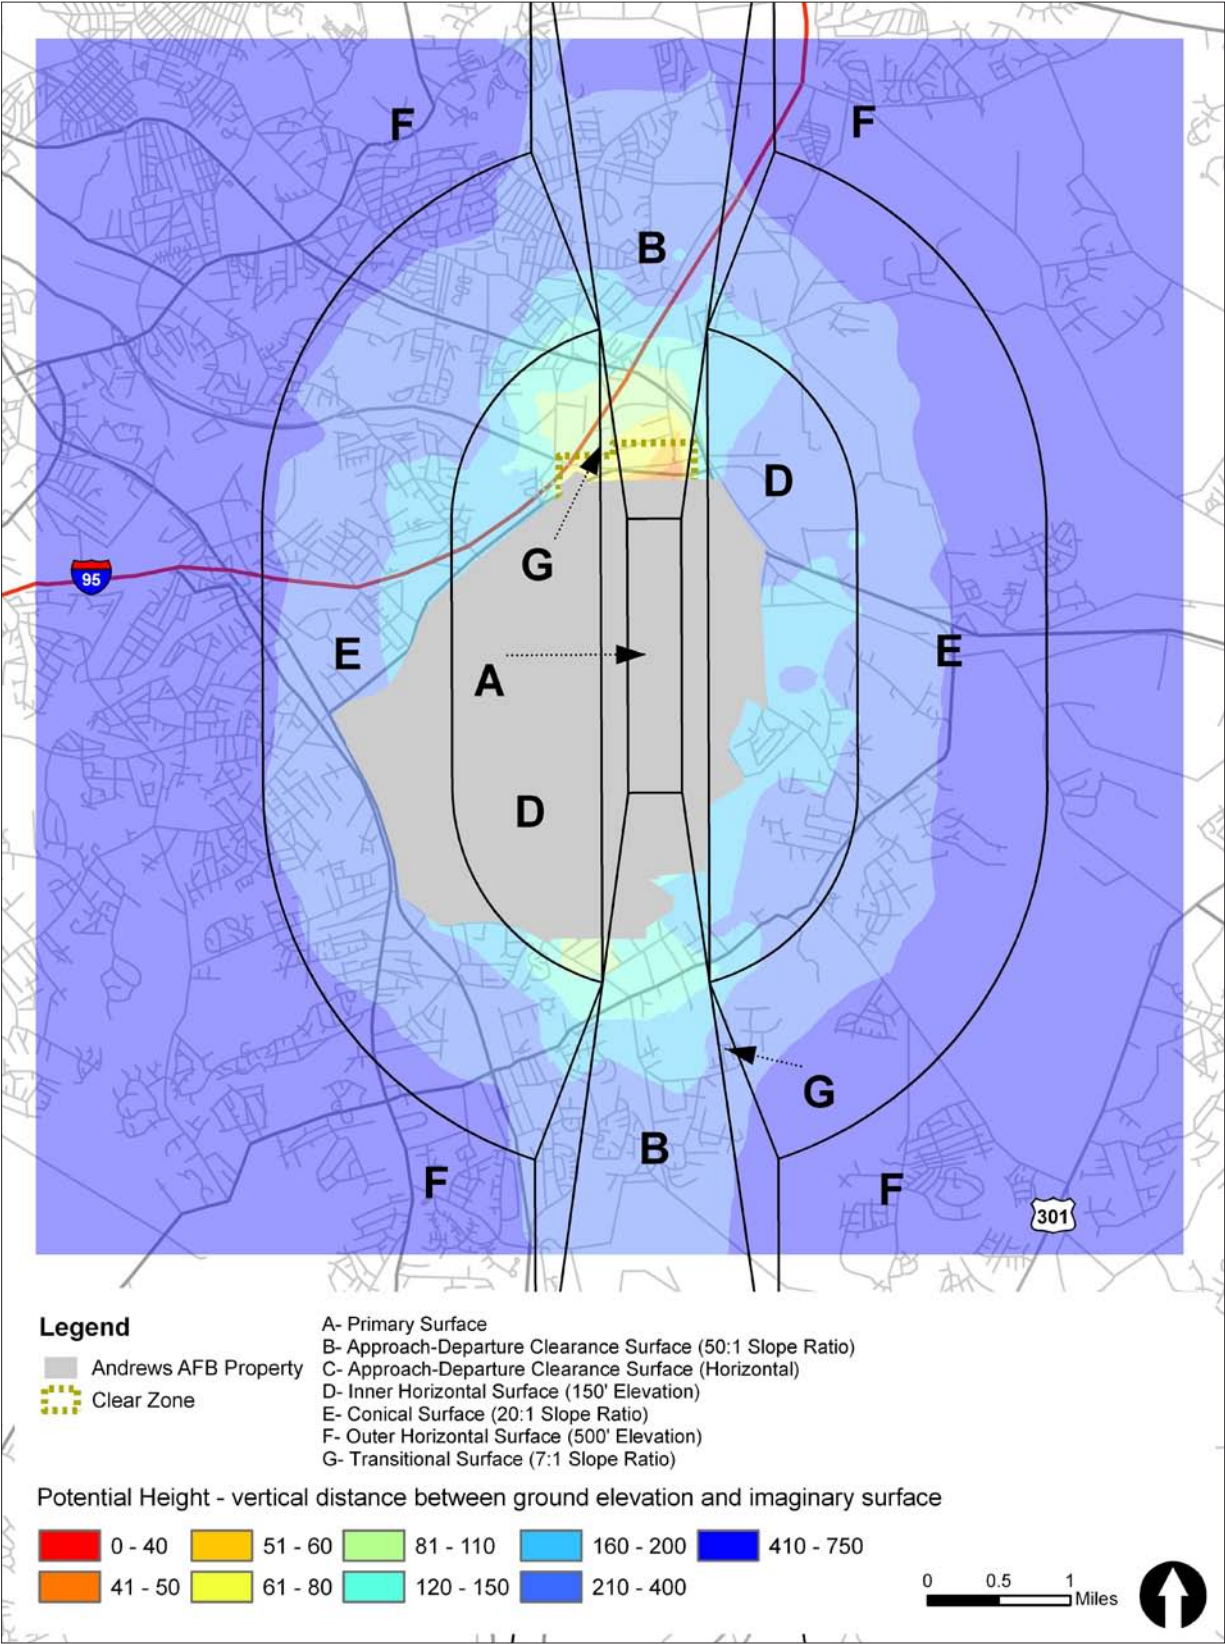 F
F
B
D
G
95
E
E
A
D
G
B
F
F
301
Legend
Andrews AFB Property
Clear Zone
A- Primary Surface
B- Approach-Departure Clearance Surface (50:1 Slope Ratio)
C- Approach-Departure Clearance Surface (Horizontal)
D- Inner Horizontal Surface (150' Elevation)
E- Conical Surface (20:1 Slope Ratio)
F- Outer Horizontal Surface (500' Elevation)
G- Transitional Surface (7:1 Slope Ratio)
Potential Height - vertical distance between ground elevation and imaginary surface
0 - 40 51 - 60 81 - 110 160 - 200 410 - 750
41 - 50 61 - 80 120 - 150 210 - 400
0 0.5 1
Miles